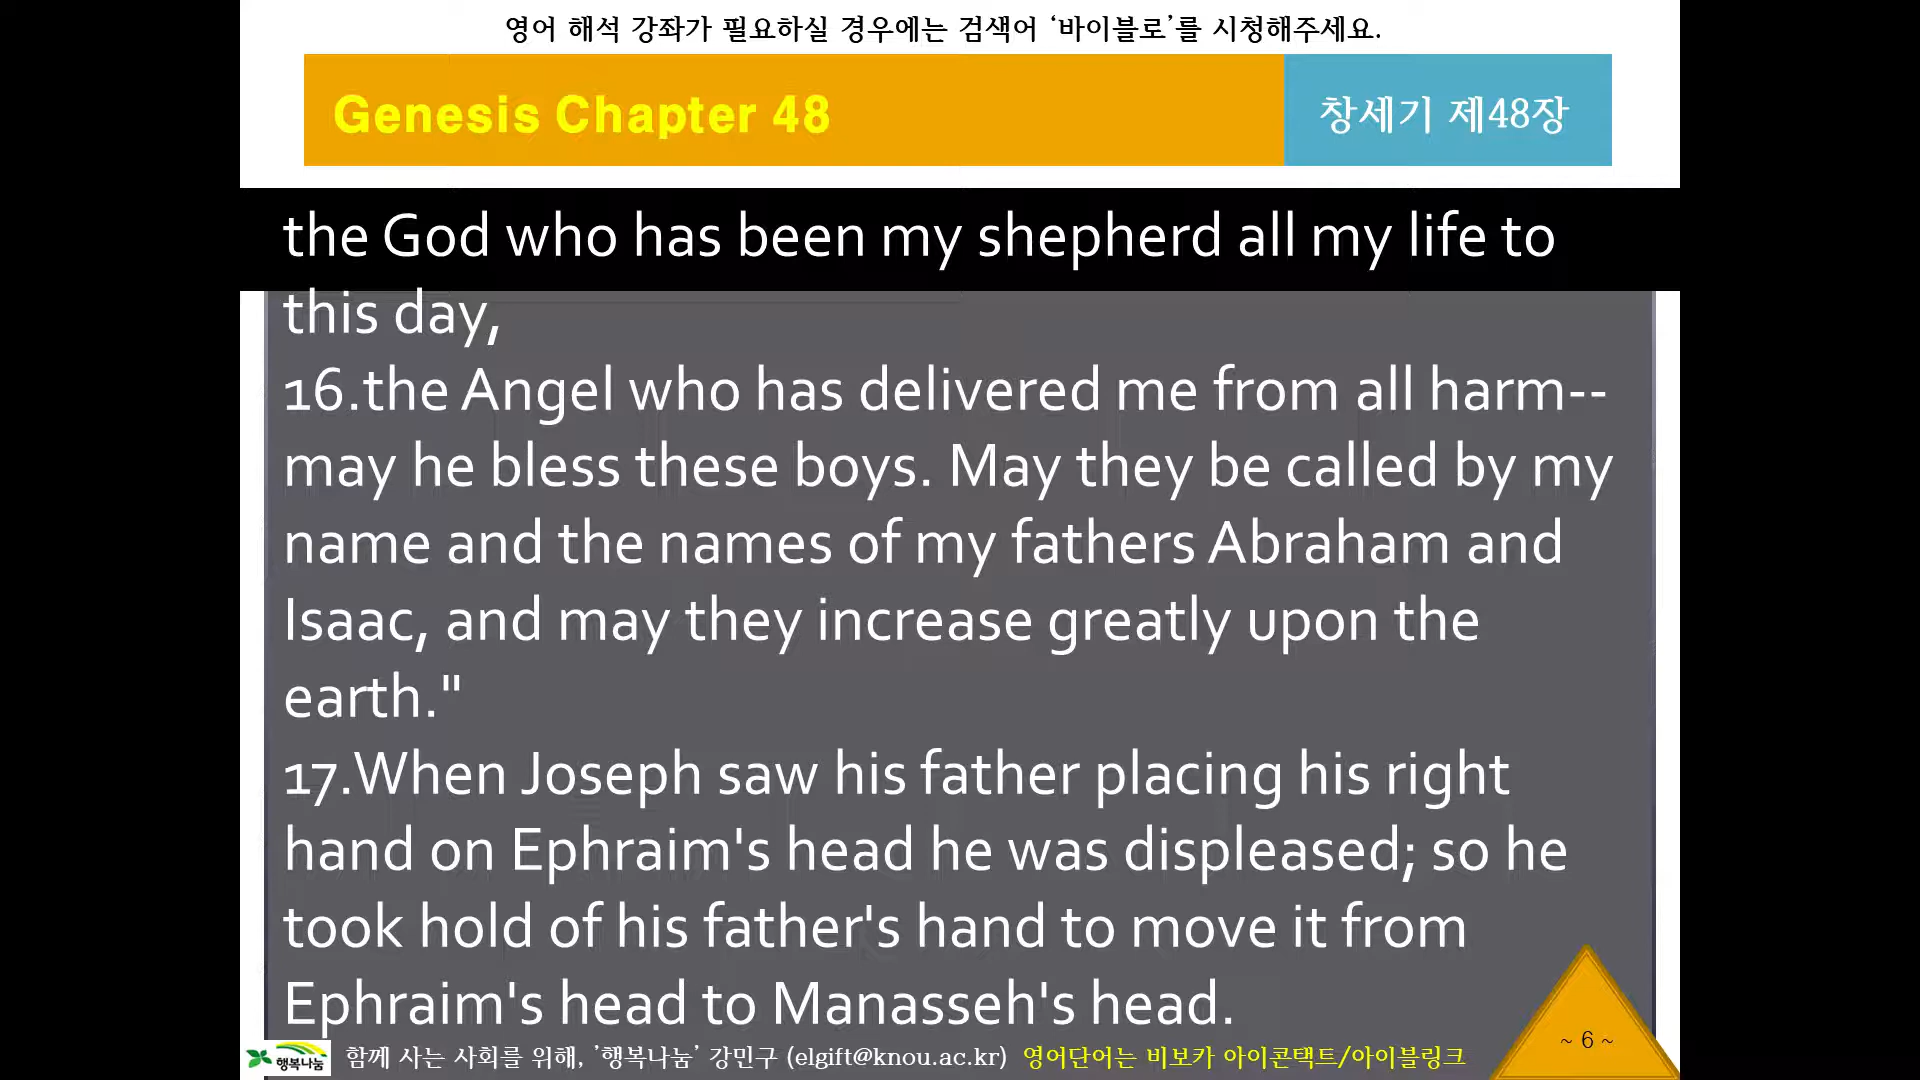 영어 해석 강좌가 필요하실 경우에는 검색어 ‘바이블로’를 시청해주세요.
Genesis Chapter 48
창세기 제48장
the God who has been my shepherd all my life to
this day,
16.the Angel who has delivered me from all harm--
may he bless these boys. May they be called by my
name and the names of my fathers Abraham and
Isaac, and may they increase greatly upon the
earth."
17.When Joseph saw his father placing his right
hand on Ephraim's head he was displeased; so he
took hold of his father's hand to move it from
Ephraim's head to Manasseh's head.
~ 6 ~
행복나눔 함께 사는 사회를 위해, '행복나눔' 강민구 (elgift@knou.ac.kr) 영어단어는 비보카 아이콘택트/아이블링크